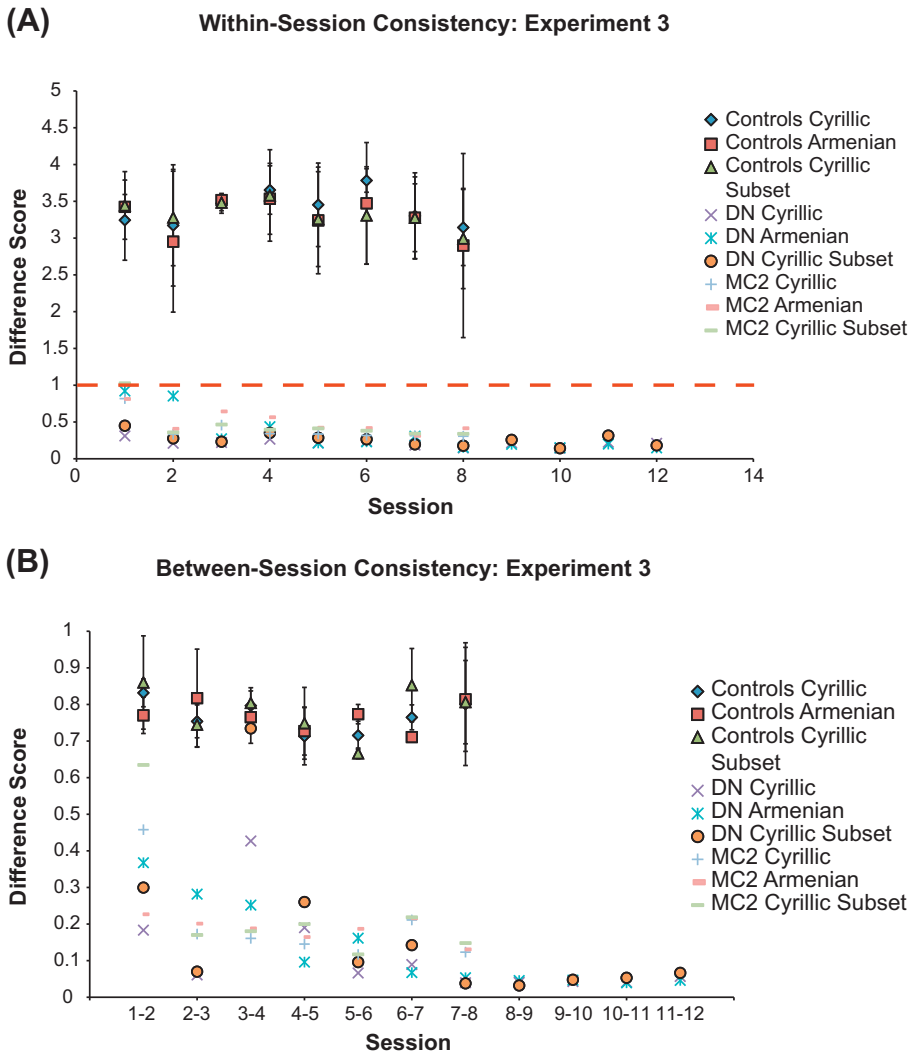 (A)
Within-Session Consistency: Experiment 3
5
4.5
4
3.5
3
2.5
2
1.5
1
0.5
0
Difference Score
0
2
4
6
8
10
12
14
Session
Controls Cyrillic
Controls Armenian
Controls Cyrillic
Subset
DN Cyrillic
DN Armenian
DN Cyrillic Subset
MC2 Cyrillic
MC2 Armenian
MC2 Cyrillic Subset
(B)
Between-Session Consistency: Experiment 3
1
0.9
0.8
0.7
0.6
0.5
0.4
0.3
0.2
0.1
0
Difference Score
1-2
2-3
3-4
4-5
5-6
6-7
7-8
8-9
9-10
10-11
11-12
Session
Controls Cyrillic
Controls Armenian
Controls Cyrillic
Subset
DN Cyrillic
DN Armenian
DN Cyrillic Subset
MC2 Cyrillic
MC2 Armenian
MC2 Cyrillic Subset